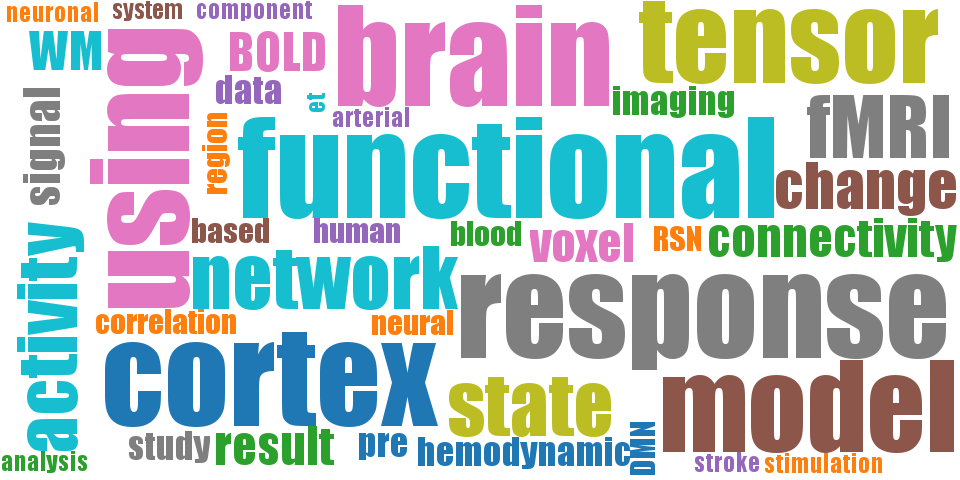 neuronal
system
component
WM
BOLD
brain
tensor
using
data
et
arterial
imaging
fMRI
signal
region
functional
change
based
human
blood
voxel
RSN
connectivity
activity
network
response
correlation
neural
cortex
state
model
study
result
pre
hemodynamic
DMN
analysis
stroke
stimulation